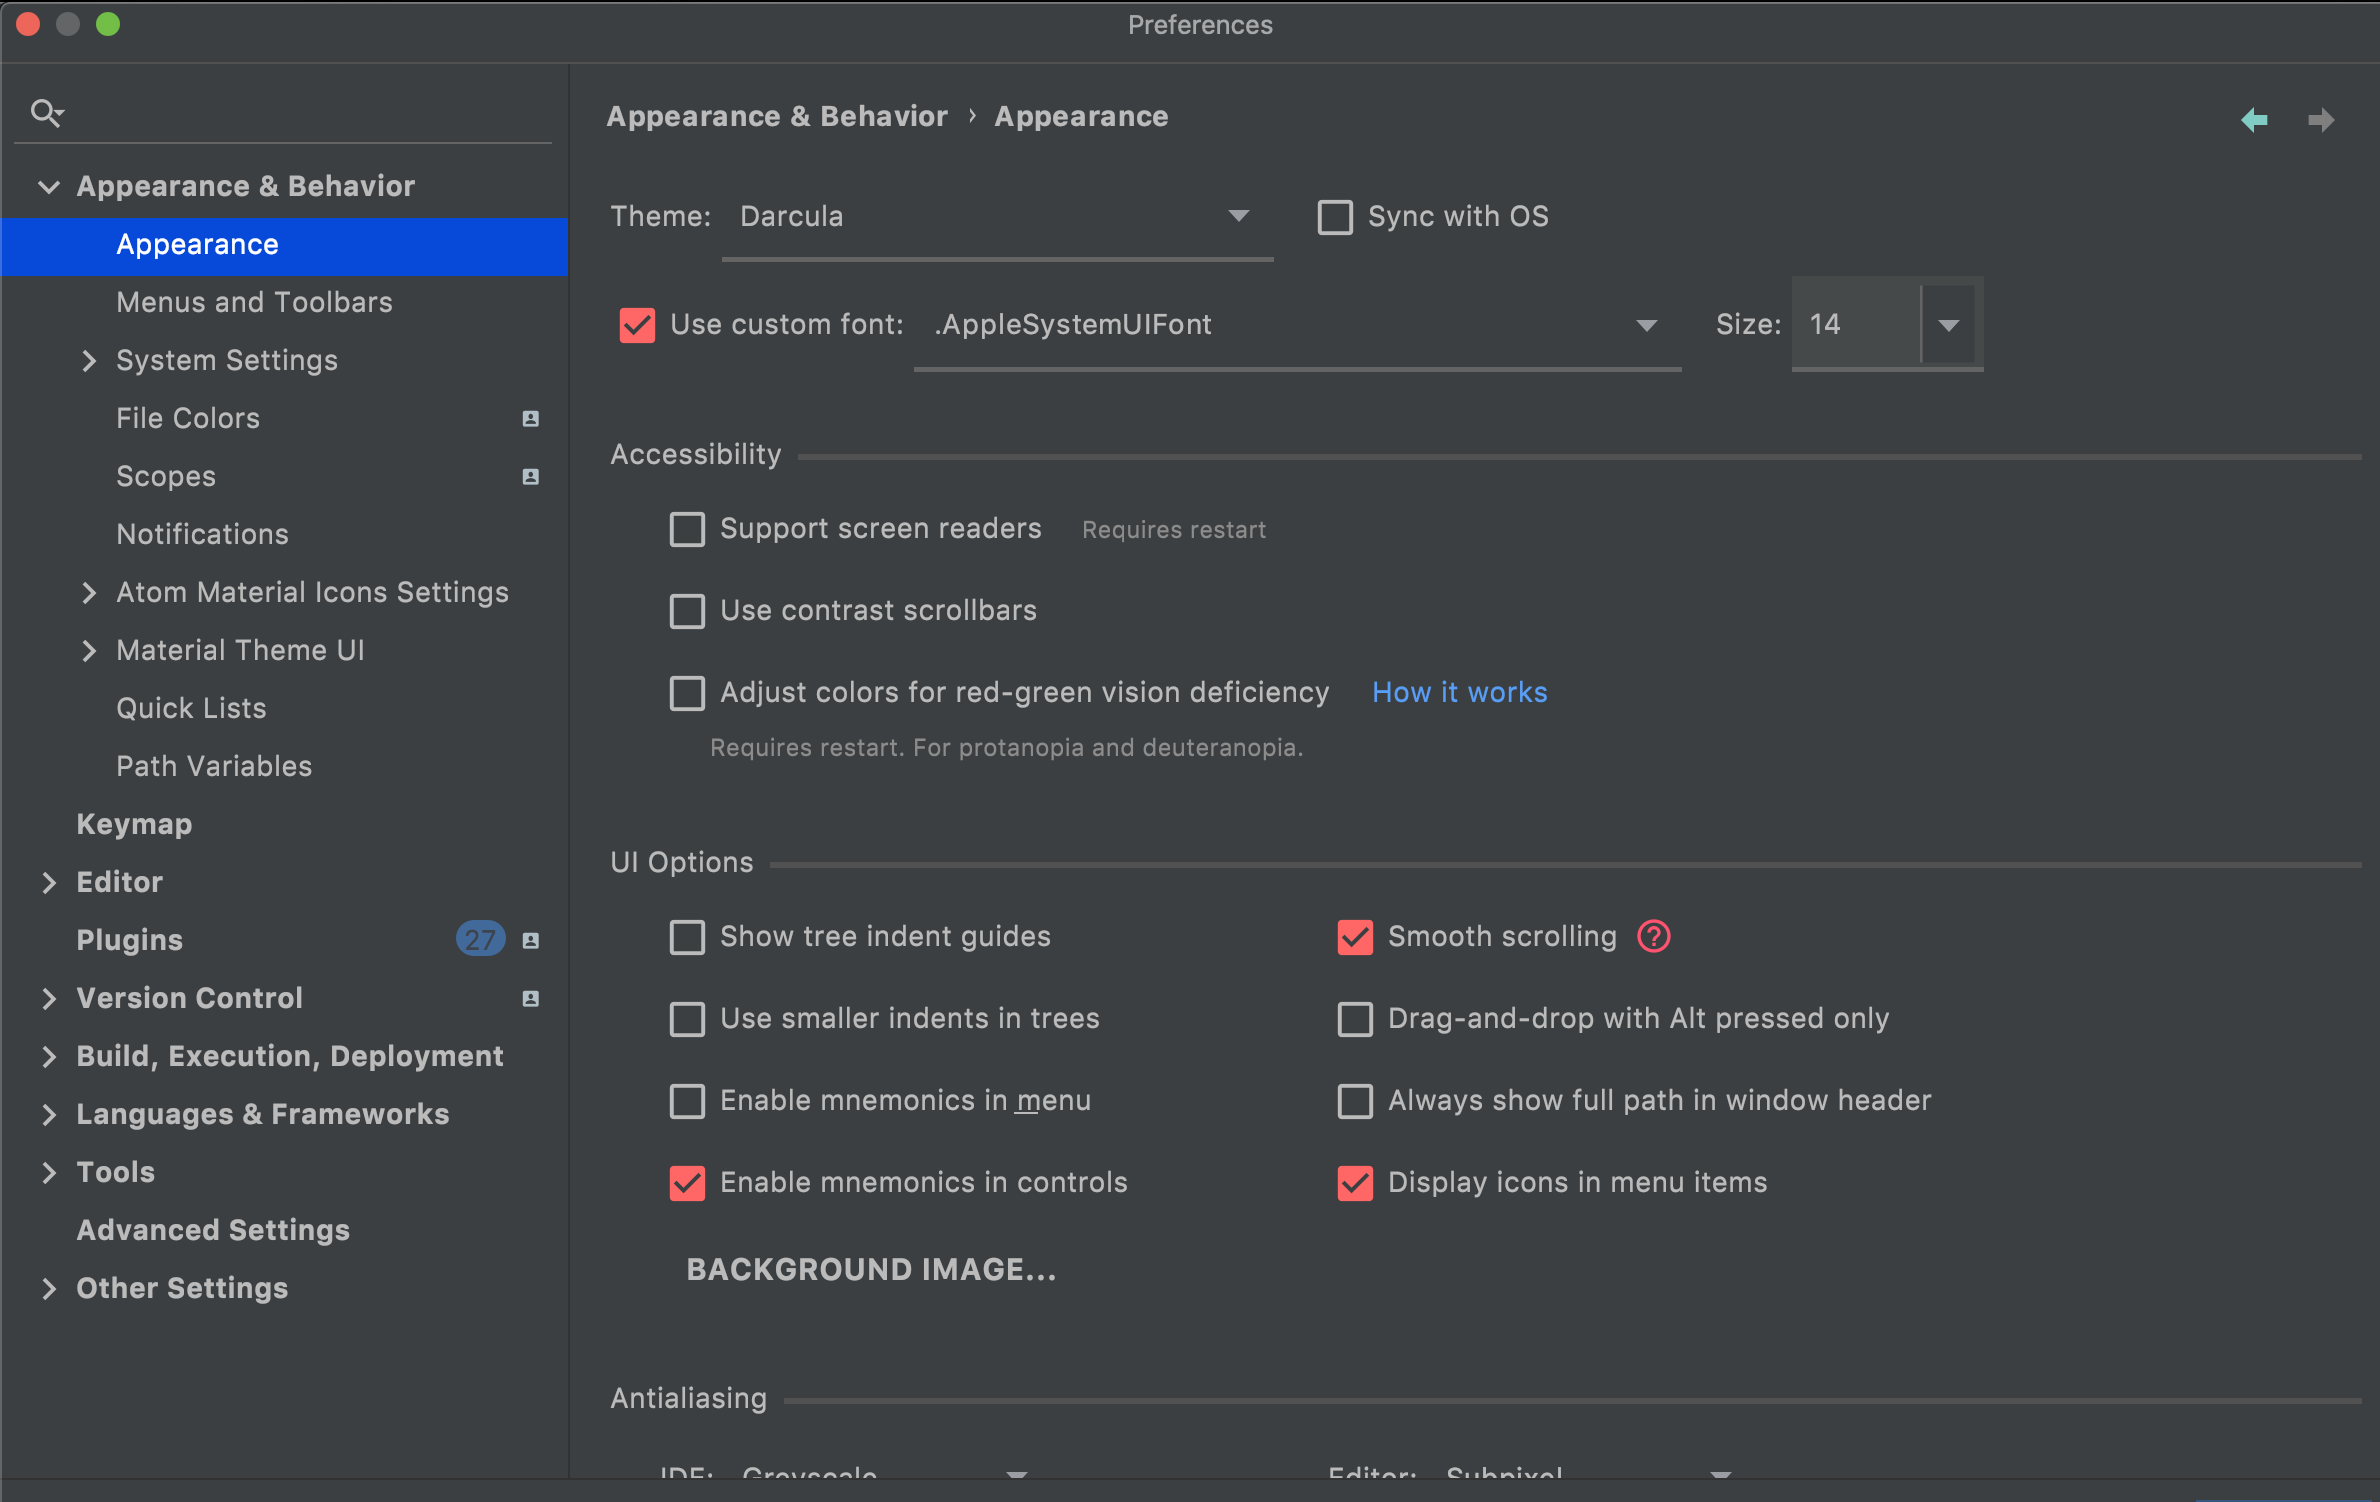 Preferences
Appearance & Behavior
Appearance
Menus and Toolbars
System Settings
File Colors
Scopes
Notifications
Atom Material Icons Settings
Material Theme UI
Quick Lists
Path Variables
Keymap
Editor
Plugins 27
Version Control
Build, Execution, Deployment
Languages & Frameworks
Tools
Advanced Settings
Other Settings
Appearance & Behavior › Appearance
Theme: Darcula Sync with OS
Use custom font: .AppleSystemUIFont Size: 14
Accessibility
Support screen readers Requires restart
Use contrast scrollbars
Adjust colors for red-green vision deficiency How it works
Requires restart. For protanopia and deuteranopia.
UI Options
Show tree indent guides Smooth scrolling ?
Use smaller indents in trees Drag-and-drop with Alt pressed only
Enable mnemonics in menu Always show full path in window header
Enable mnemonics in controls Display icons in menu items
BACKGROUND IMAGE...
Antialiasing
IDE: Greyscale Editor: Subpixel